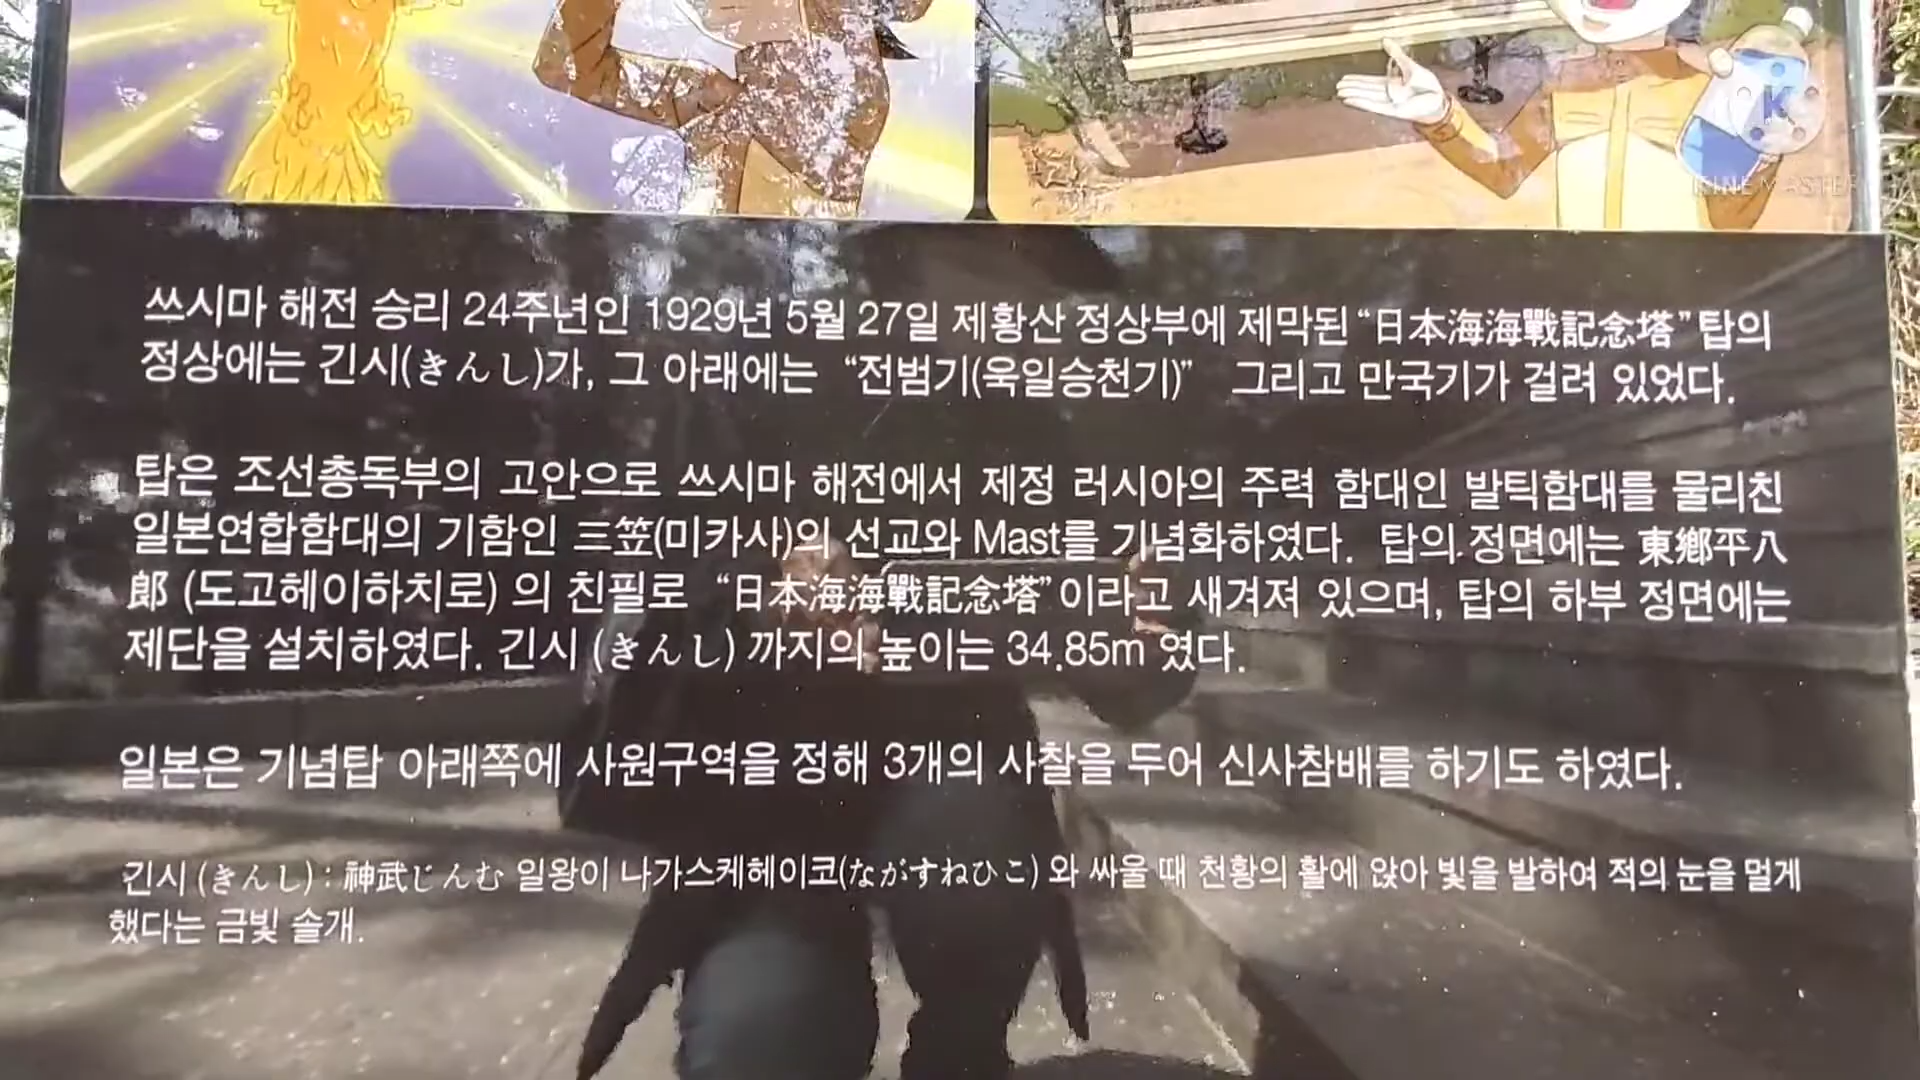 K
KINEMASTER
쓰시마 해전 승리 24주년인 1929년 5월 27일 제황산 정상부에 제막된 “日本海海戰記念塔” 탑의
정상에는 긴시(きんし)가, 그 아래에는 “전범기(욱일승천기)” 그리고 만국기가 걸려 있었다.
탑은 조선총독부의 고안으로 쓰시마 해전에서 제정 러시아의 주력 함대인 발틱함대를 물리친
일본연합함대의 기함인 三笠(미카사)의 선교와 Mast를 기념화하였다. 탑의 정면에는 東鄕平八
郞 (도고헤이하치로) 의 친필로 “日本海海戰記念塔” 이라고 새겨져 있으며, 탑의 하부 정면에는
제단을 설치하였다. 긴시 (きんし) 까지의 높이는 34.85m 였다.
일본은 기념탑 아래쪽에 사원구역을 정해 3개의 사찰을 두어 신사참배를 하기도 하였다.
긴시 (きんし) : 神武じんむ 일왕이 나가스케헤이코(ながすねひこ) 와 싸울 때 천황의 활에 앉아 빛을 발하여 적의 눈을 멀게
했다는 금빛 솔개.